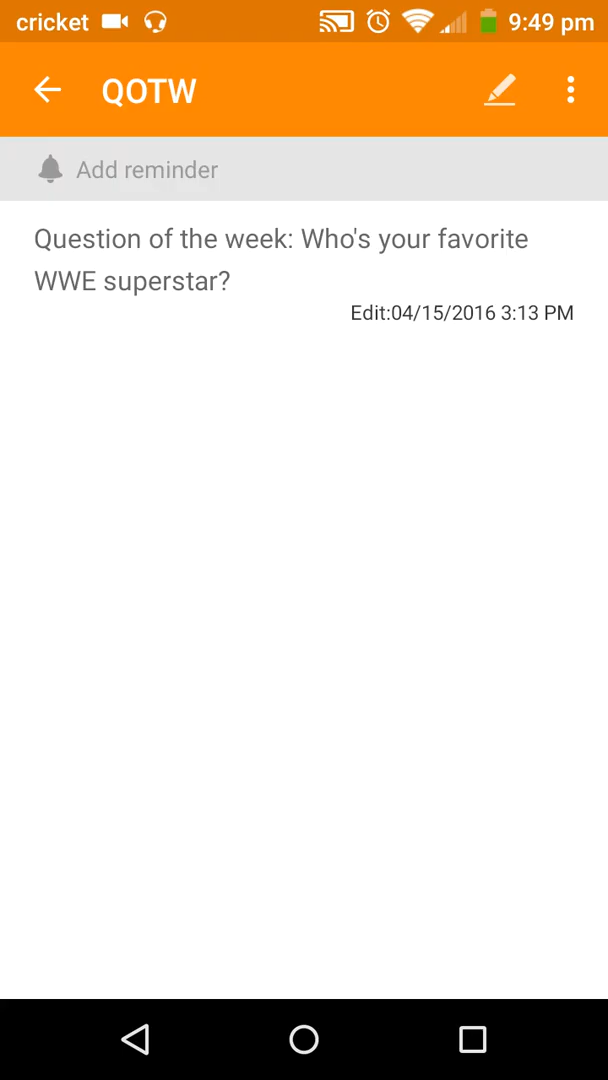 cricket 9:49 pm
QOTW
Add reminder
Question of the week: Who's your favorite
WWE superstar?
Edit:04/15/2016 3:13 PM